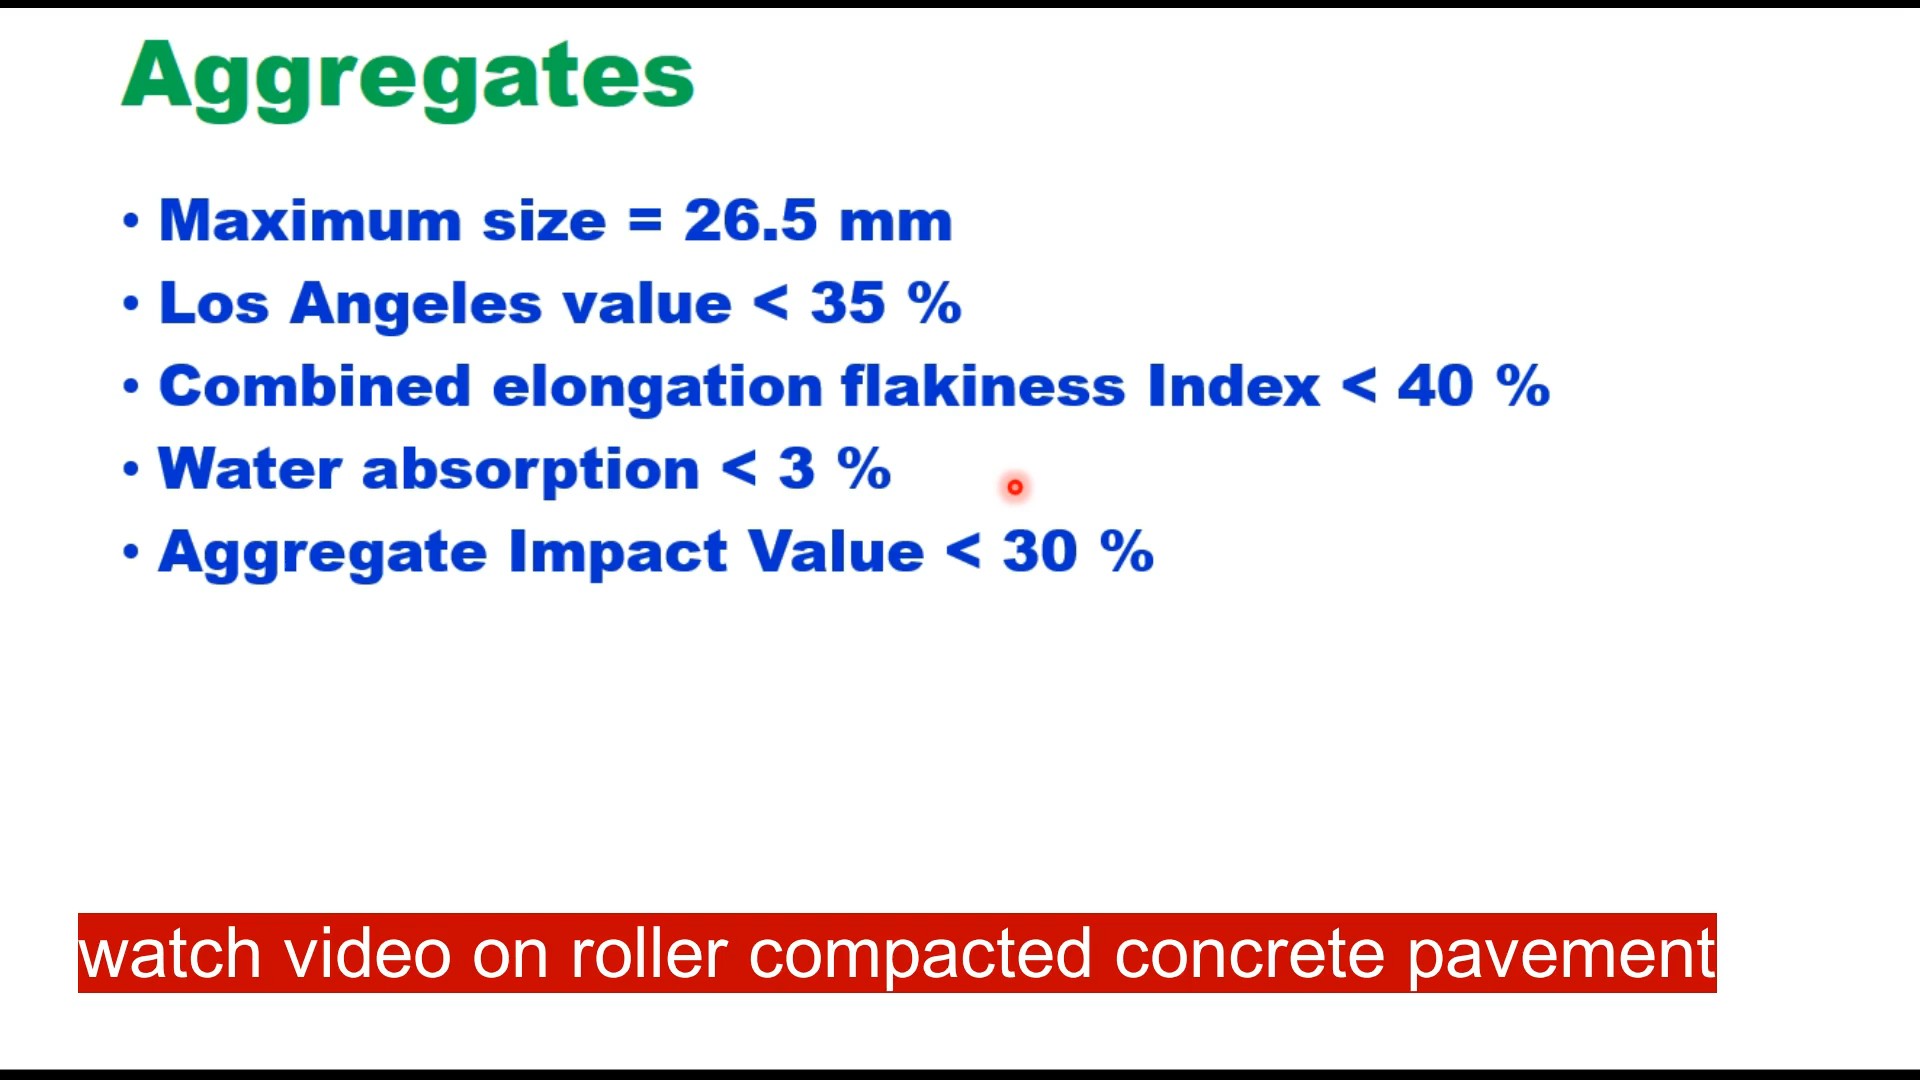 Aggregates
• Maximum size = 26.5 mm
• Los Angeles value < 35 %
• Combined elongation flakiness Index < 40 %
• Water absorption < 3 %
• Aggregate Impact Value < 30 %
watch video on roller compacted concrete pavement